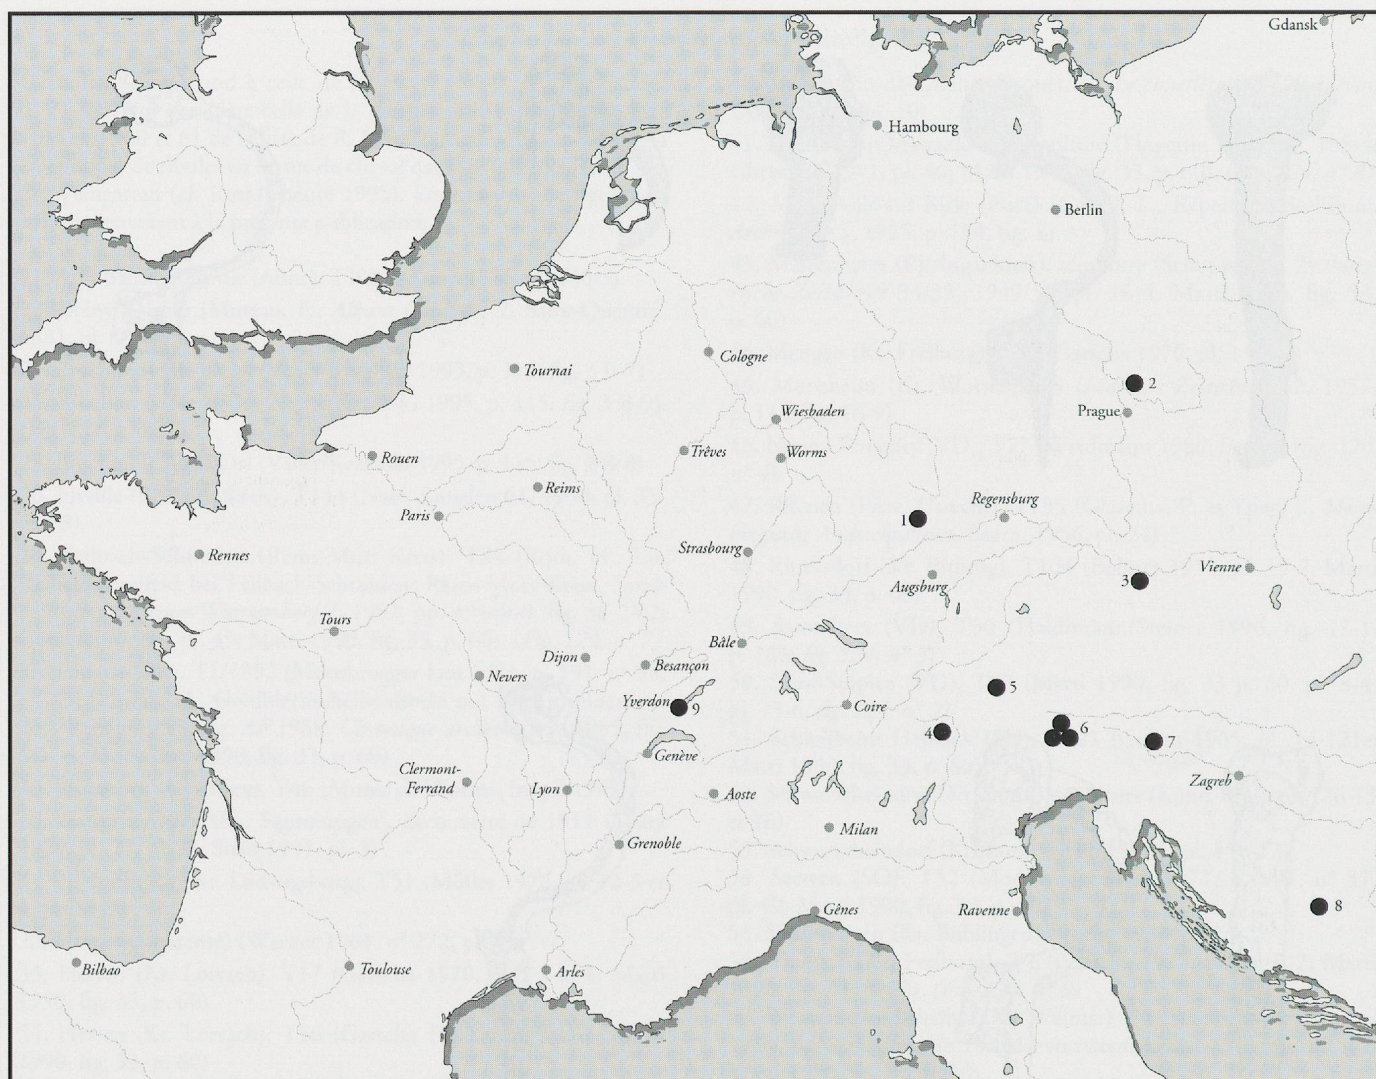 Gdansk
Hambourg
Berlin
Cologne
Tournai
2
Prague
Wiesbaden
Worms
Trêves
Rouen
Reims
Regensburg
Paris
1
Strasbourg
Rennes
Augsburg
3
Vienne
Tours
Bâle
Dijon
Besançon
Nevers
5
Yverdon
9
Coire
4
6
7
Genève
Clermont-
Ferrand
Lyon
Aoste
Zagreb
Milan
Grenoble
8
Gênes
Ravenne
Bilbao
Toulouse
Arles